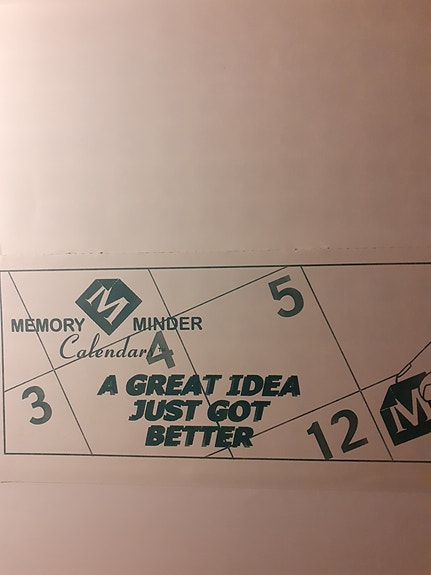 M
MEMORY MINDER
Calendar
5
4
3
A GREAT IDEA
JUST GOT
BETTER
12
M